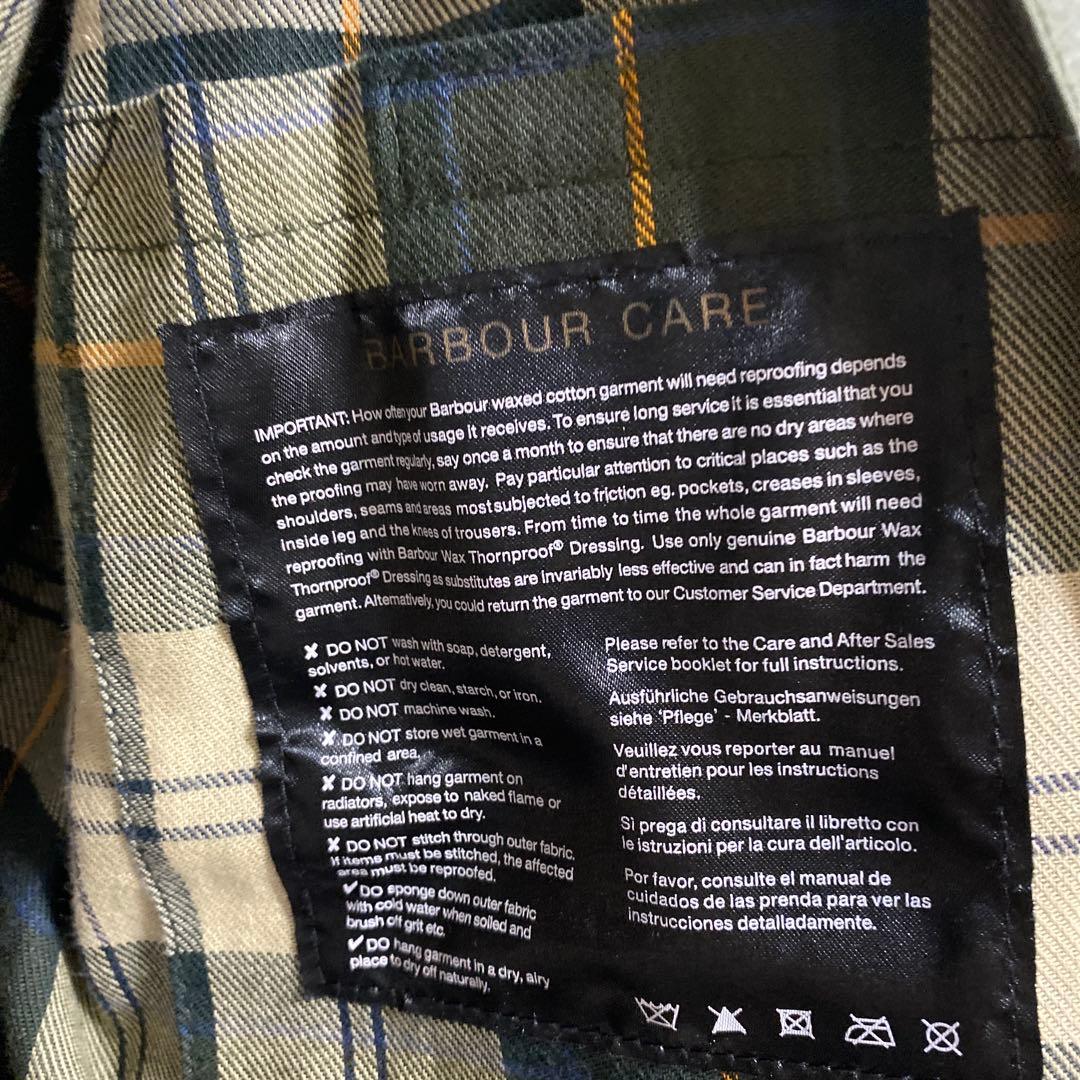 BARBOUR CARE
IMPORTANT: How often your Barbour waxed cotton garment will need reproofing depends
on the amount and type of usage it receives. To ensure long service it is essential that you
check the garment regularly, say once a month to ensure that there are no dry areas where
the proofing may have worn away. Pay particular attention to critical places such as the
shoulders, seams and areas most subjected to friction eg. pockets, creases in sleeves,
inside leg and the knees of trousers. From time to time the whole garment will need
reproofing with Barbour Wax Thornproof® Dressing. Use only genuine Barbour Wax
Thornproof® Dressing as substitutes are invariably less effective and can in fact harm the
garment. Alternatively, you could return the garment to our Customer Service Department.
✘ DO NOT wash with soap, detergent,
solvents, or hot water.
✘ DO NOT dry clean, starch, or iron.
✘ DO NOT machine wash.
✘ DO NOT store wet garment in a
confined area.
✘ DO NOT hang garment on
radiators, expose to naked flame or
use artificial heat to dry.
✘ DO NOT stitch through outer fabric.
If items must be stitched, the affected
area must be reproofed.
✔ DO sponge down outer fabric
with cold water when soiled and
brush off grit etc.
✔ DO hang garment in a dry, airy
place to dry off naturally.
Please refer to the Care and After Sales
Service booklet for full instructions.
Ausführliche Gebrauchsanweisungen
siehe 'Pflege' - Merkblatt.
Veuillez vous reporter au manuel
d'entretien pour les instructions
détaillées.
Si prega di consultare il libretto con
le istruzioni per la cura dell'articolo.
Por favor, consulte el manual de
cuidados de las prenda para ver las
instrucciones detalladamente.